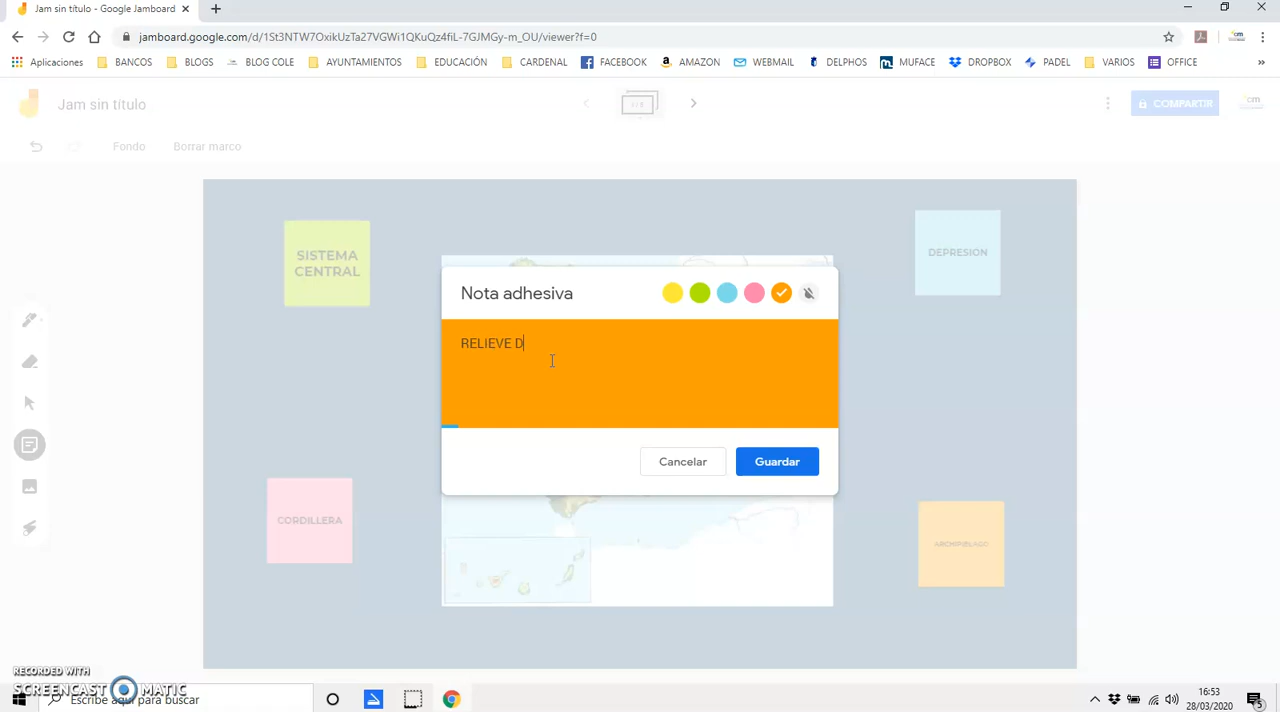 Jam sin título - Google Jamboard
jamboard.google.com/d/1St3NTW7OxikUzTa27VGWi1QKuQz4fiL-7GJMGy-m_OU/viewer?f=0
Aplicaciones BANCOS BLOGS BLOG COLE AYUNTAMIENTOS EDUCACIÓN CARDENAL FACEBOOK AMAZON WEBMAIL DELPHOS MUFACE DROPBOX PADEL VARIOS OFFICE »
Jam sin título
COMPARTIR
Fondo Borrar marco
SISTEMA
CENTRAL
DEPRESIÓN
Nota adhesiva
RELIEVE D
Cancelar Guardar
CORDILLERA
ARCHIPIÉLAGO
RECORDED WITH
SCREENCAST MATIC
Escribe aquí para buscar
16:53
28/03/2020
5